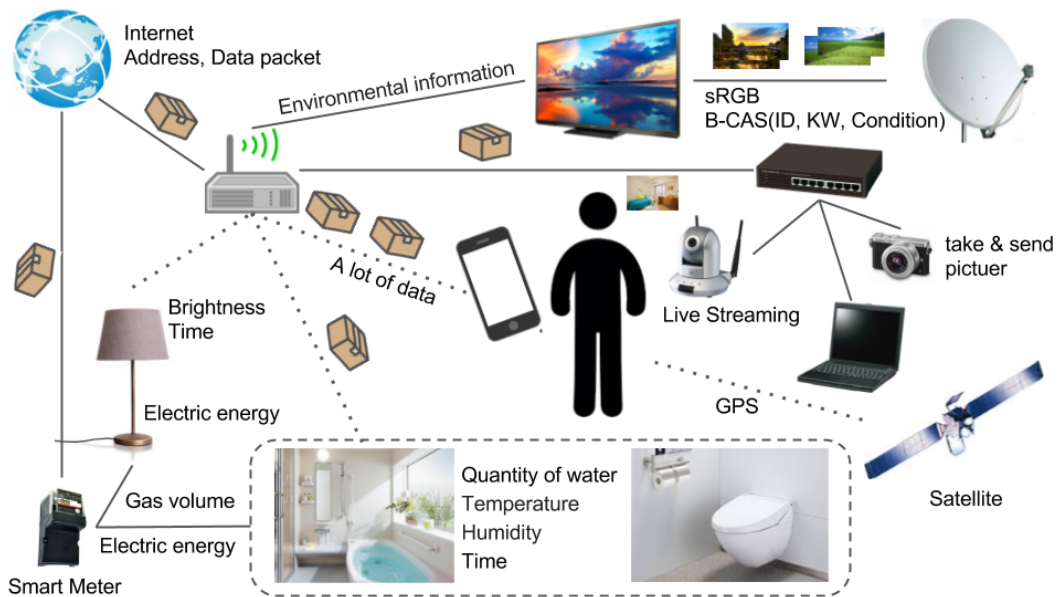 Internet
Address, Data packet
Environmental information
sRGB
B-CAS(ID, KW, Condition)
take & send
pictuer
A lot of data
Brightness
Time
Live Streaming
Electric energy
GPS
Quantity of water
Temperature
Humidity
Time
Gas volume
Electric energy
Satellite
Smart Meter